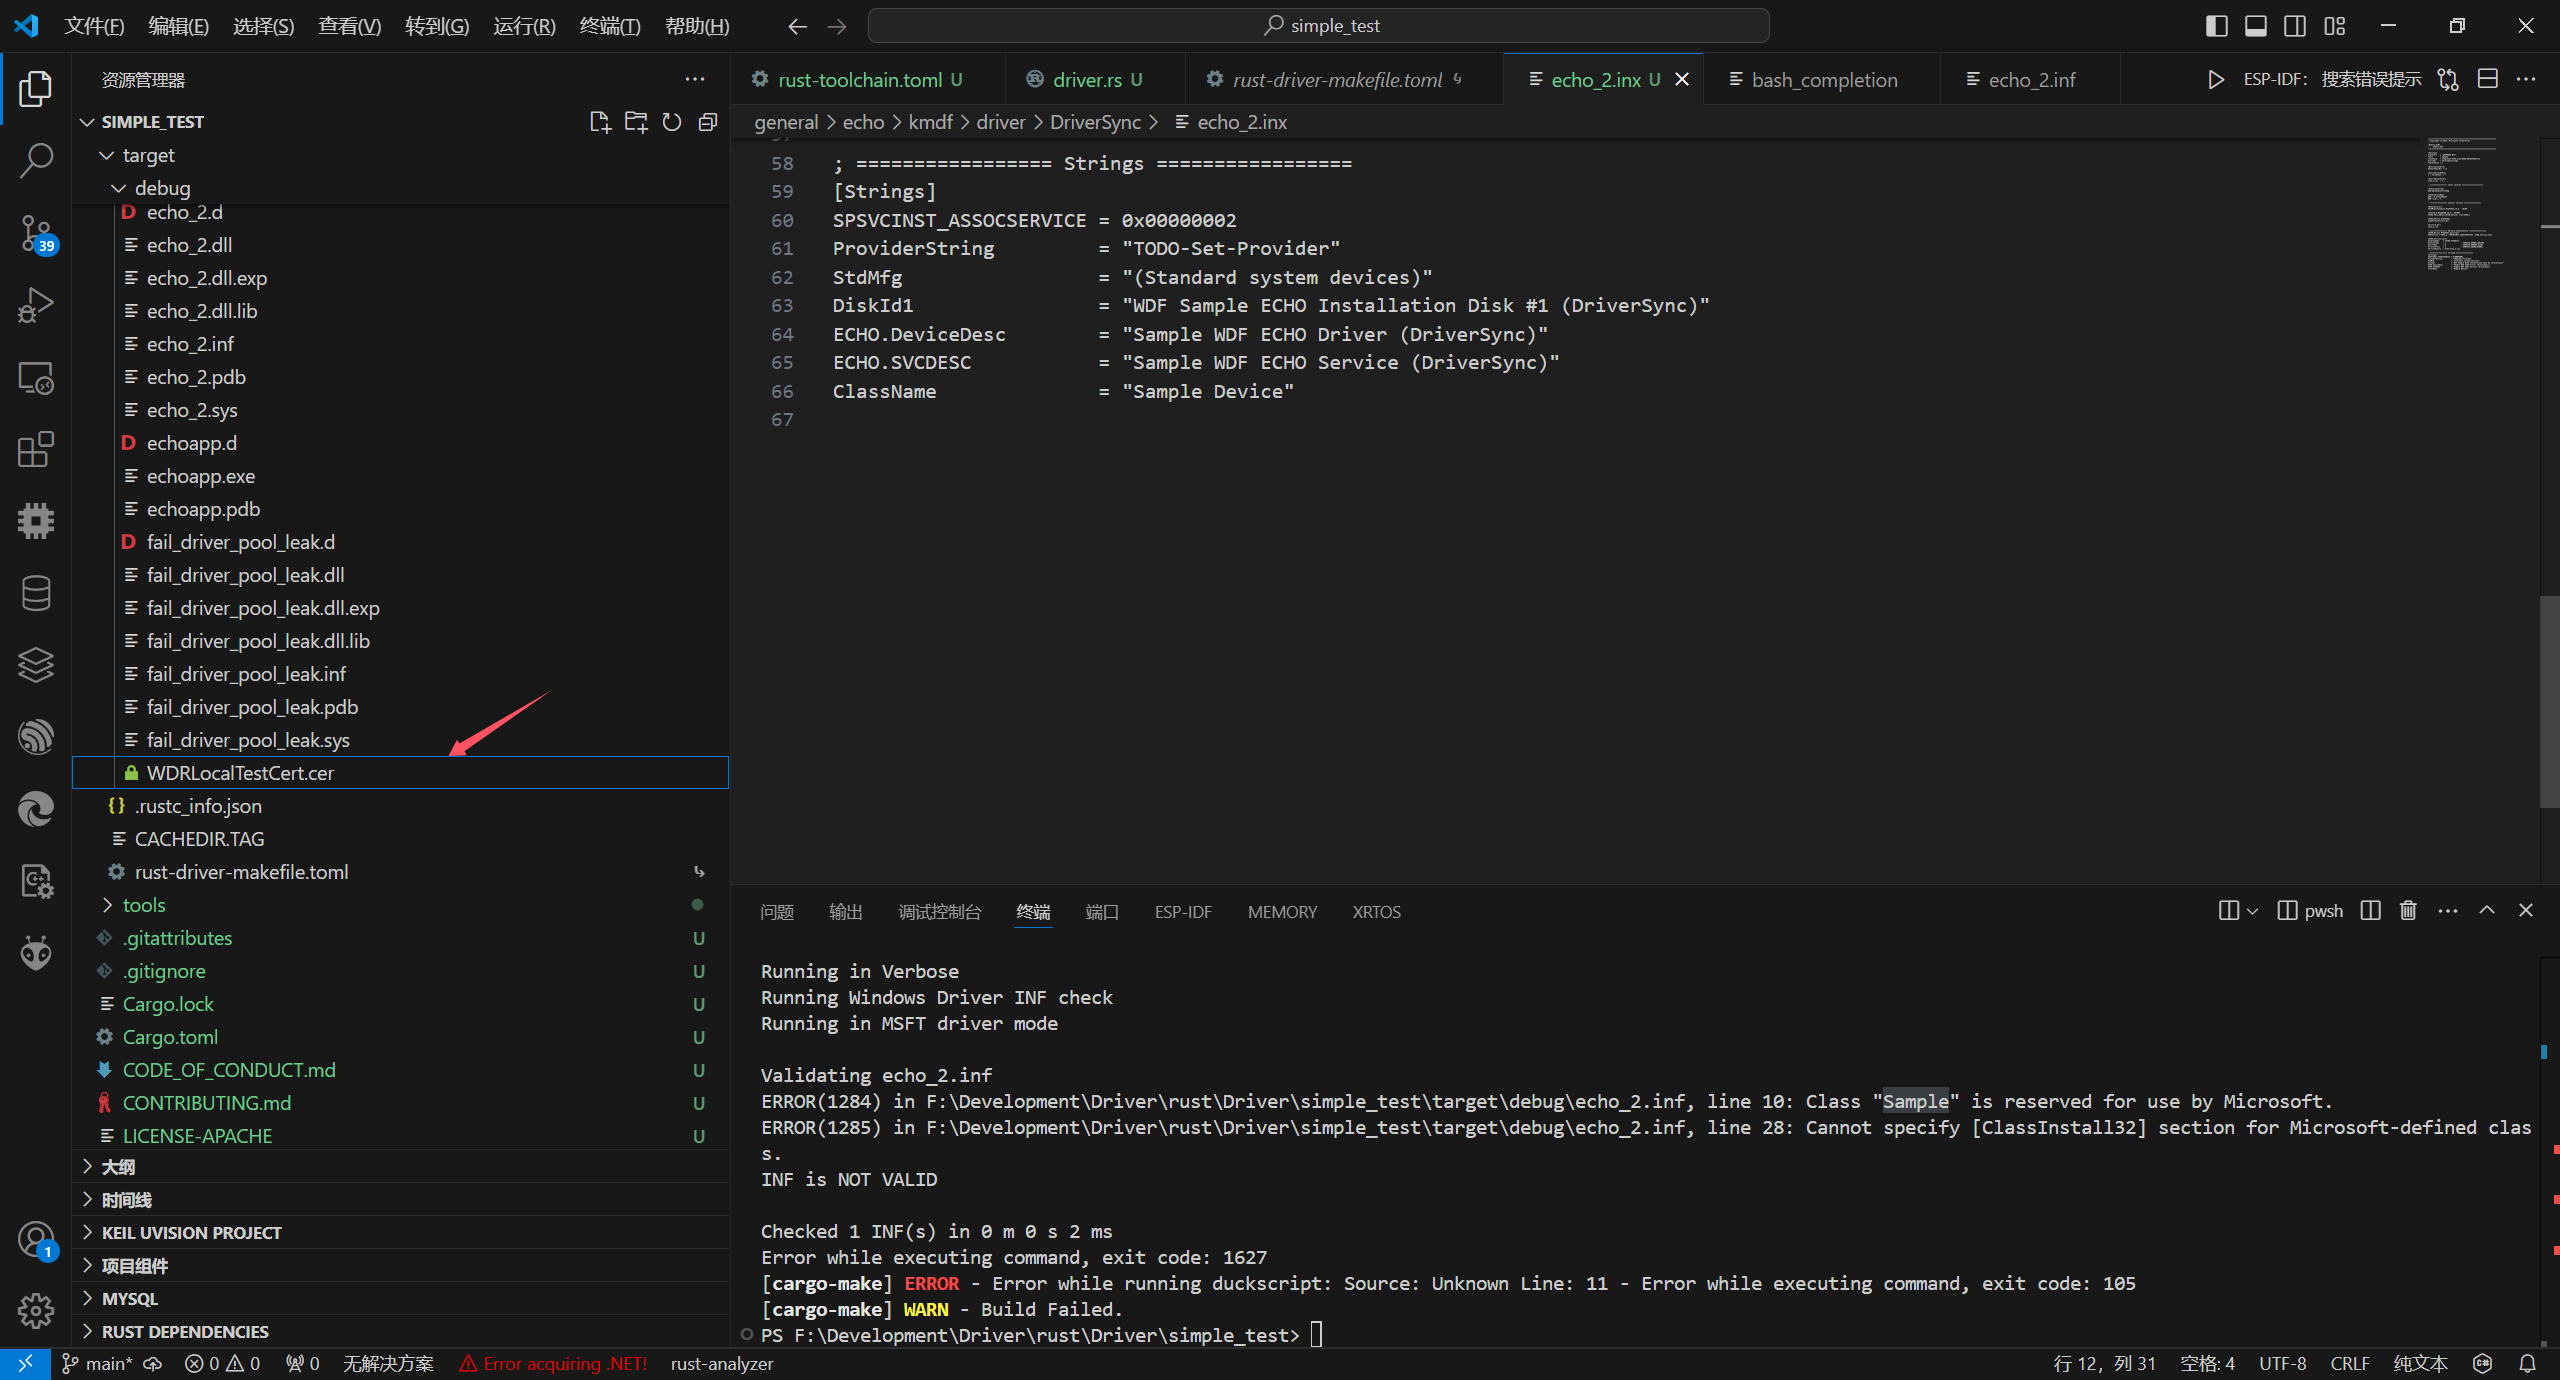 文件(F) 编辑(E) 选择(S) 查看(V) 转到(G) 运行(R) 终端(T) 帮助(H)
simple_test
资源管理器
SIMPLE_TEST
target
debug
echo_2.d
echo_2.dll
echo_2.dll.exp
echo_2.dll.lib
echo_2.inf
echo_2.pdb
echo_2.sys
echoapp.d
echoapp.exe
echoapp.pdb
fail_driver_pool_leak.d
fail_driver_pool_leak.dll
fail_driver_pool_leak.dll.exp
fail_driver_pool_leak.dll.lib
fail_driver_pool_leak.inf
fail_driver_pool_leak.pdb
fail_driver_pool_leak.sys
WDRLocalTestCert.cer
.rustc_info.json
CACHEDIR.TAG
rust-driver-makefile.toml
tools
.gitattributes U
.gitignore U
Cargo.lock U
Cargo.toml U
CODE_OF_CONDUCT.md U
CONTRIBUTING.md U
LICENSE-APACHE U
大纲
时间线
KEIL UVISION PROJECT
项目组件
MYSQL
RUST DEPENDENCIES
39
1
rust-toolchain.toml U driver.rs U rust-driver-makefile.toml echo_2.inx U bash_completion echo_2.inf ESP-IDF: 搜索错误提示
general > echo > kmdf > driver > DriverSync > echo_2.inx
58 ; ================= Strings =================
59 [Strings]
60 SPSVCINST_ASSOCSERVICE = 0x00000002
61 ProviderString = "TODO-Set-Provider"
62 StdMfg = "(Standard system devices)"
63 DiskId1 = "WDF Sample ECHO Installation Disk #1 (DriverSync)"
64 ECHO.DeviceDesc = "Sample WDF ECHO Driver (DriverSync)"
65 ECHO.SVCDESC = "Sample WDF ECHO Service (DriverSync)"
66 ClassName = "Sample Device"
67
问题 输出 调试控制台 终端 端口 ESP-IDF MEMORY XRTOS
pwsh
Running in Verbose
Running Windows Driver INF check
Running in MSFT driver mode
Validating echo_2.inf
ERROR(1284) in F:\Development\Driver\rust\Driver\simple_test\target\debug\echo_2.inf, line 10: Class "Sample" is reserved for use by Microsoft.
ERROR(1285) in F:\Development\Driver\rust\Driver\simple_test\target\debug\echo_2.inf, line 28: Cannot specify [ClassInstall32] section for Microsoft-defined clas
s.
INF is NOT VALID
Checked 1 INF(s) in 0 m 0 s 2 ms
Error while executing command, exit code: 1627
[cargo-make] ERROR - Error while running duckscript: Source: Unknown Line: 11 - Error while executing command, exit code: 105
[cargo-make] WARN - Build Failed.
PS F:\Development\Driver\rust\Driver\simple_test>
main* 0 0 0 无解决方案 Error acquiring .NET! rust-analyzer 行 12，列 31 空格: 4 UTF-8 CRLF 纯文本